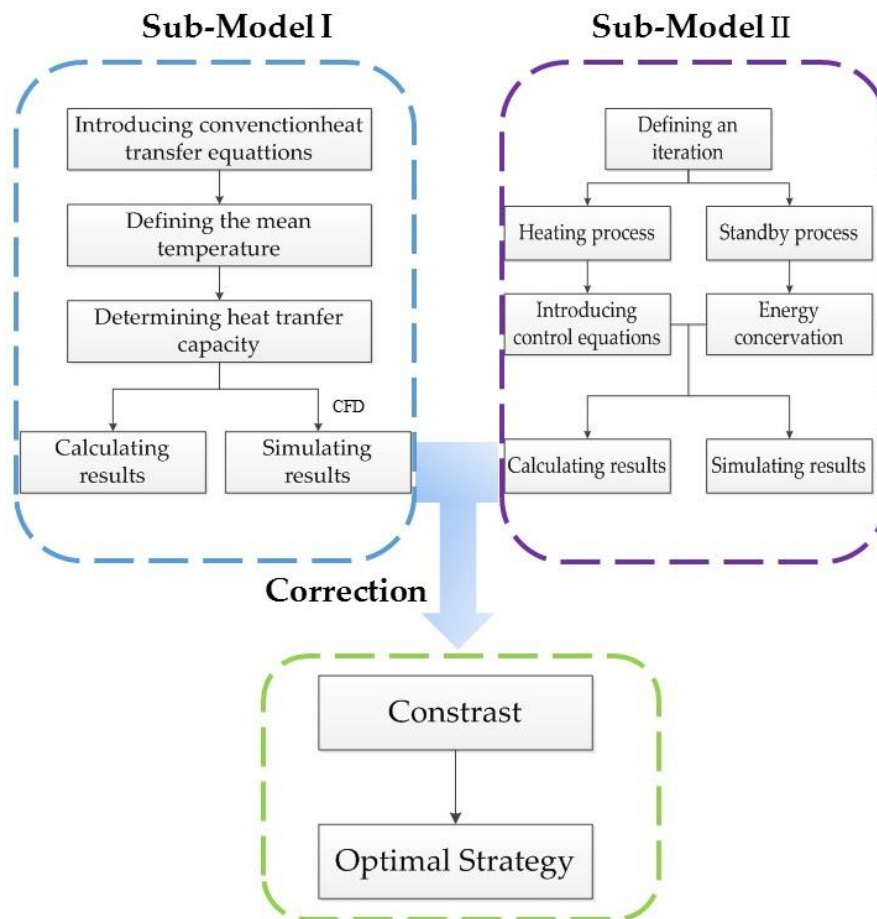 Sub-Model I
Introducing convenctionheat
transfer equattions
Defining the mean
temperature
Determining heat tranfer
capacity
CFD
Calculating
results
Simulating
results
Sub-Model II
Defining an
iteration
Heating process
Standby process
Introducing
control equations
Energy
concervation
Calculating results
Simulating results
Correction
Constrast
Optimal Strategy